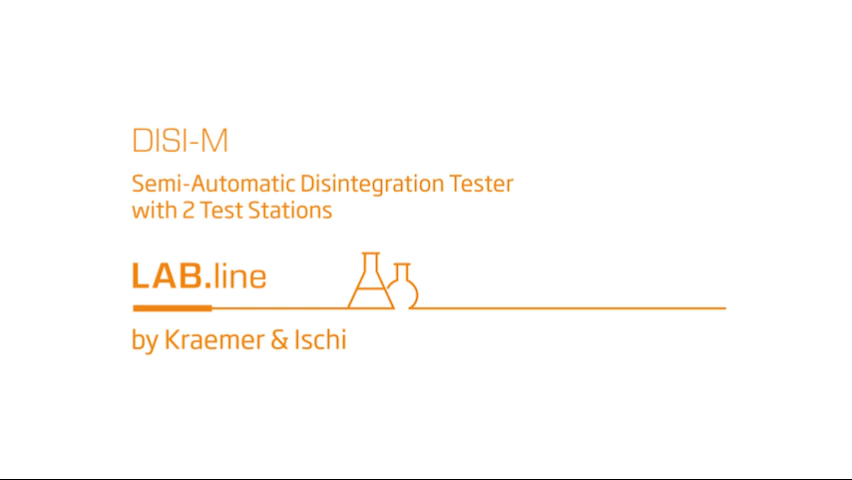 DISI-M
Semi-Automatic Disintegration Tester
with 2 Test Stations
LAB.line
by Kraemer & Ischi